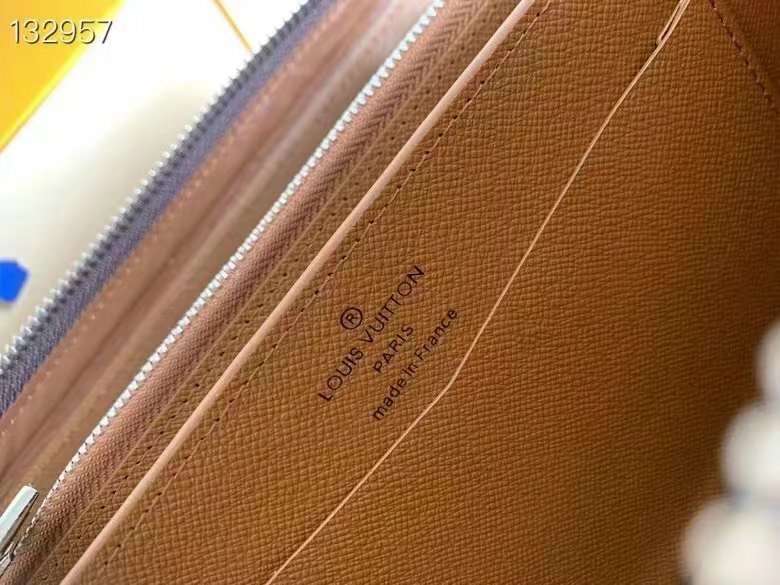 132957
®
LOUIS VUITTON
PARIS
made in France